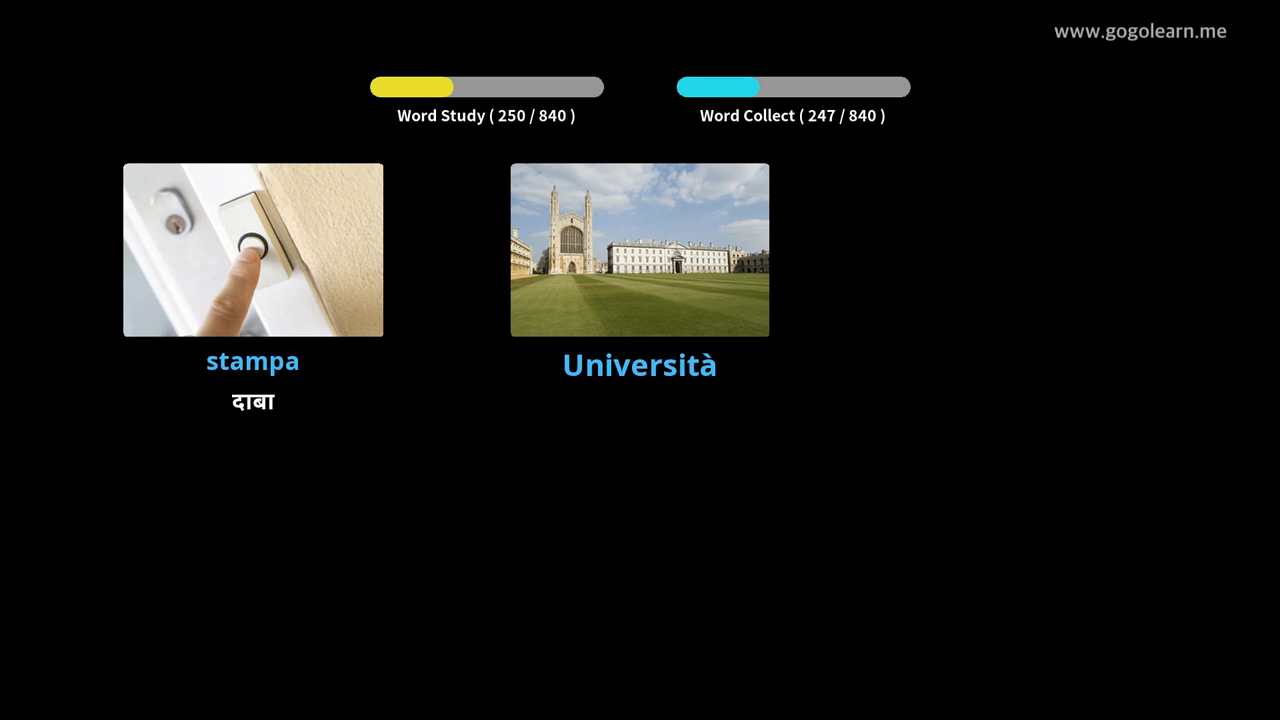 www.gogolearn.me
Word Study ( 250 / 840 )
Word Collect ( 247 / 840 )
stampa
दाबा
Università